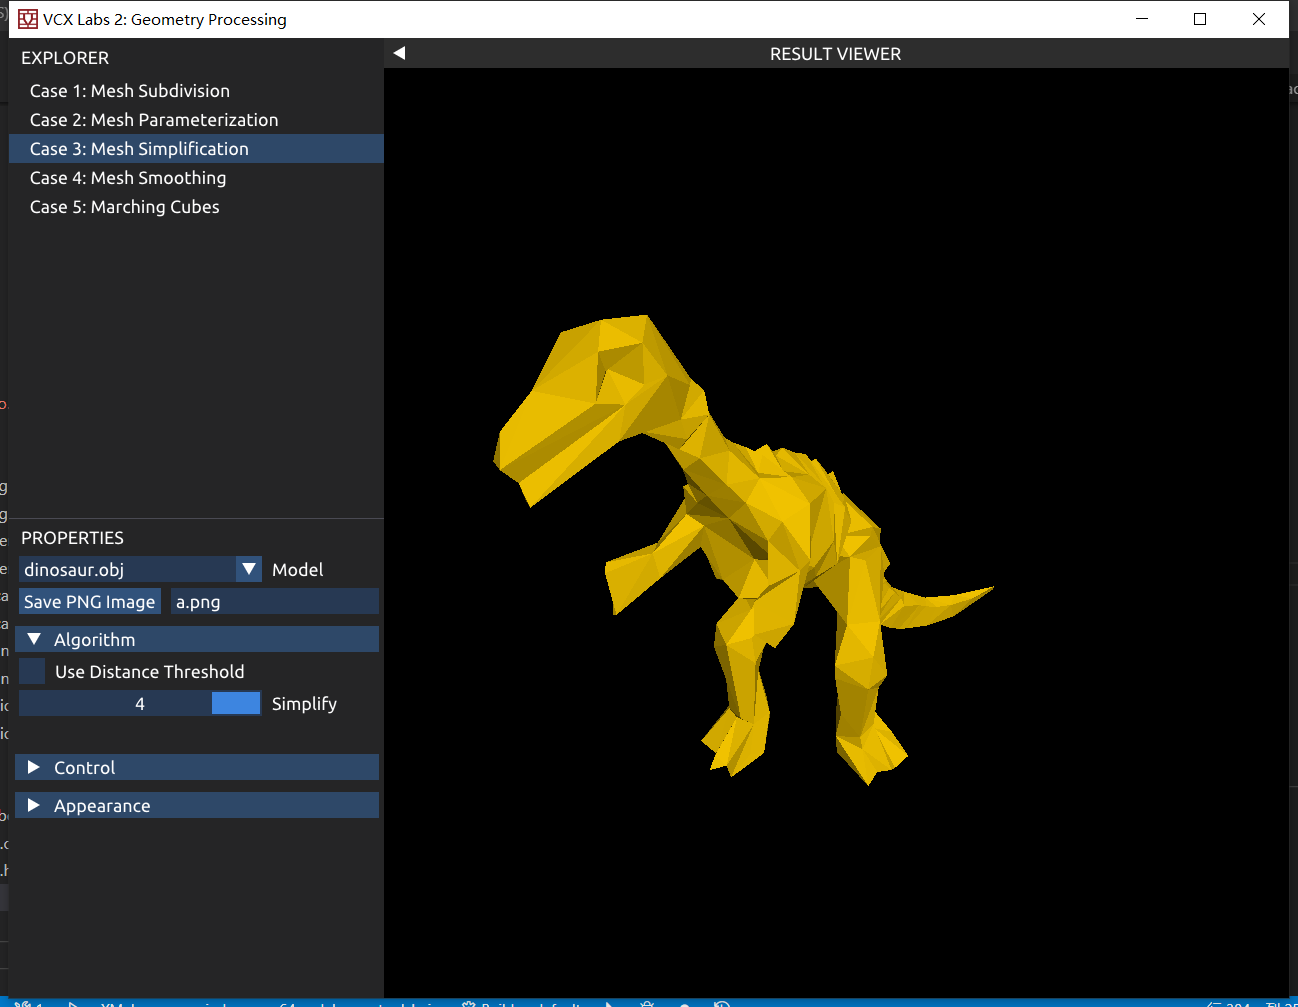 VCX Labs 2: Geometry Processing
EXPLORER
RESULT VIEWER
Case 1: Mesh Subdivision
Case 2: Mesh Parameterization
Case 3: Mesh Simplification
Case 4: Mesh Smoothing
Case 5: Marching Cubes
PROPERTIES
dinosaur.obj
Model
Save PNG Image
a.png
Algorithm
Use Distance Threshold
4
Simplify
Control
Appearance